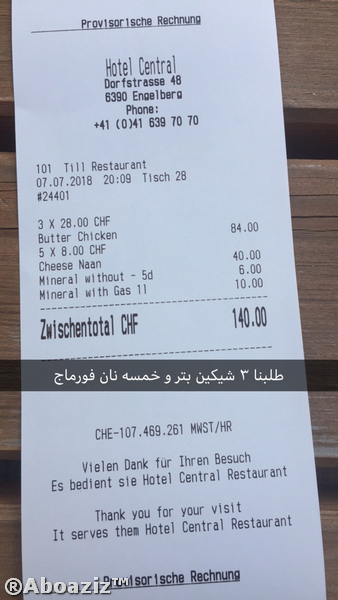 Provisorische Rechnung
Hotel Central
Dorfstrasse 48
6390 Engelberg
Phone:
+41 (0)41 639 70 70
101 Till Restaurant
07.07.2018 20:09 Tisch 28
#24401
3 X 28.00 CHF
Butter Chicken 84.00
5 X 8.00 CHF
Cheese Naan 40.00
Mineral without - 5d 6.00
Mineral with Gas 1l 10.00
Zwischentotal CHF 140.00
طلبنا ٣ شيكين بتر و خمسه نان فورماج
CHE-107.469.261 MWST/HR
Vielen Dank für Ihren Besuch
Es bedient sie Hotel Central Restaurant
Thank you for your visit
It serves them Hotel Central Restaurant
Provisorische Rechnung
®Aboaziz™